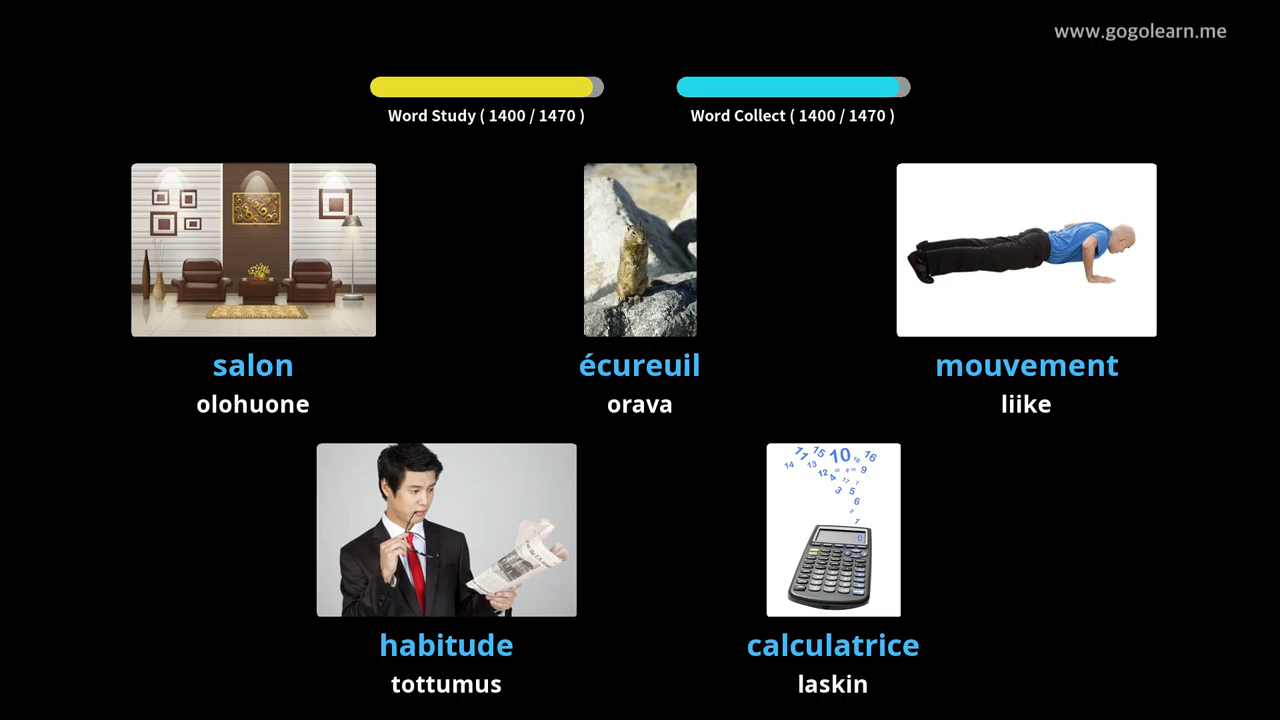 www.gogolearn.me
Word Study ( 1400 / 1470 )
Word Collect ( 1400 / 1470 )
salon
olohuone
écureuil
orava
mouvement
liike
habitude
tottumus
calculatrice
laskin